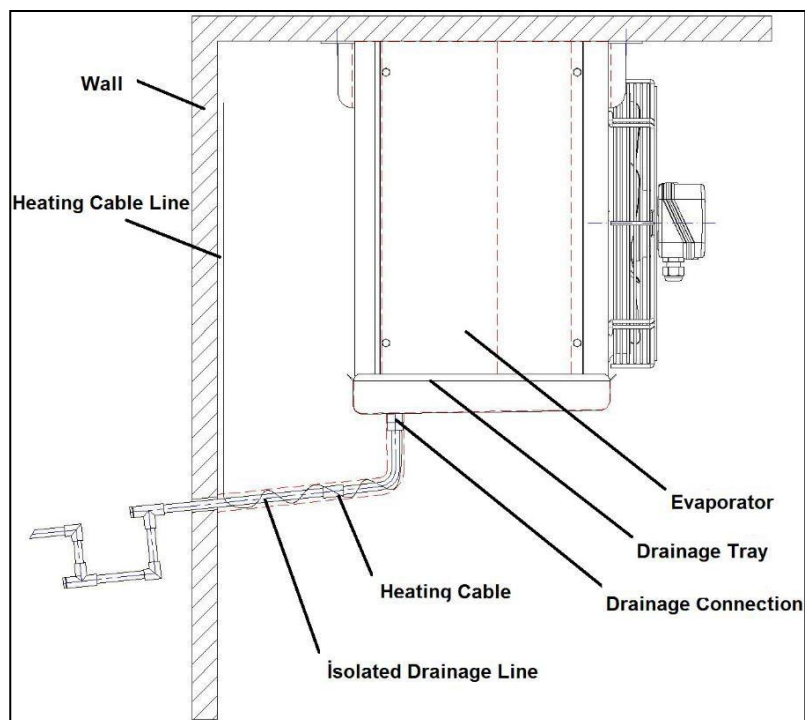 Wall
Heating Cable Line
Evaporator
Drainage Tray
Heating Cable
Drainage Connection
İsolated Drainage Line